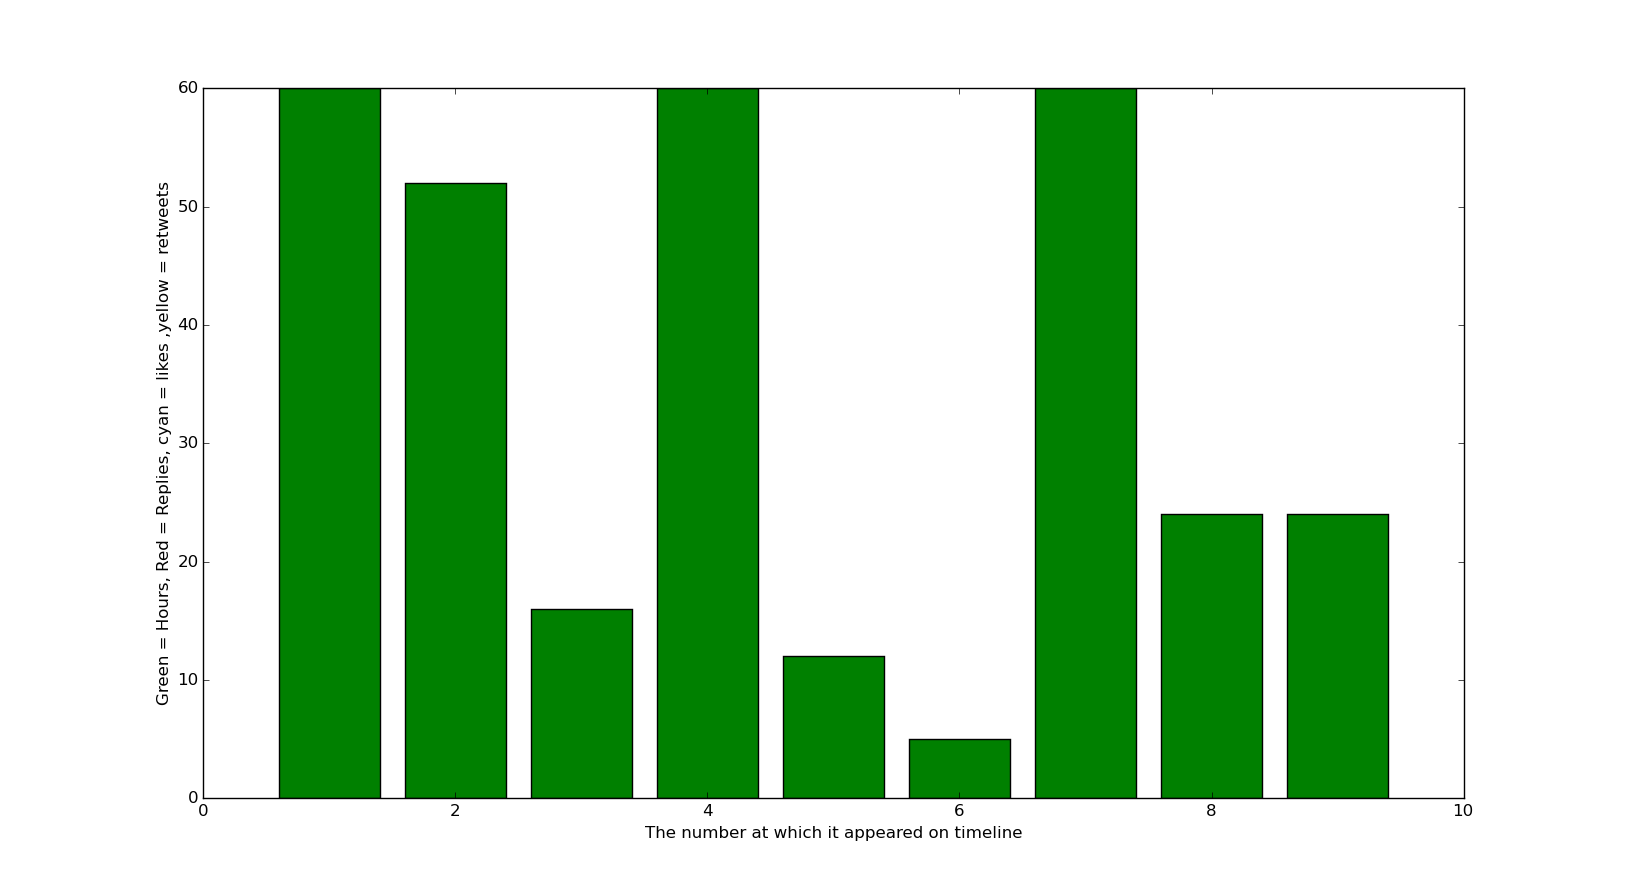 60
50
40
30
20
10
0
Green = Hours, Red = Replies, cyan = likes ,yellow = retweets
0 2 4 6 8 10
The number at which it appeared on timeline